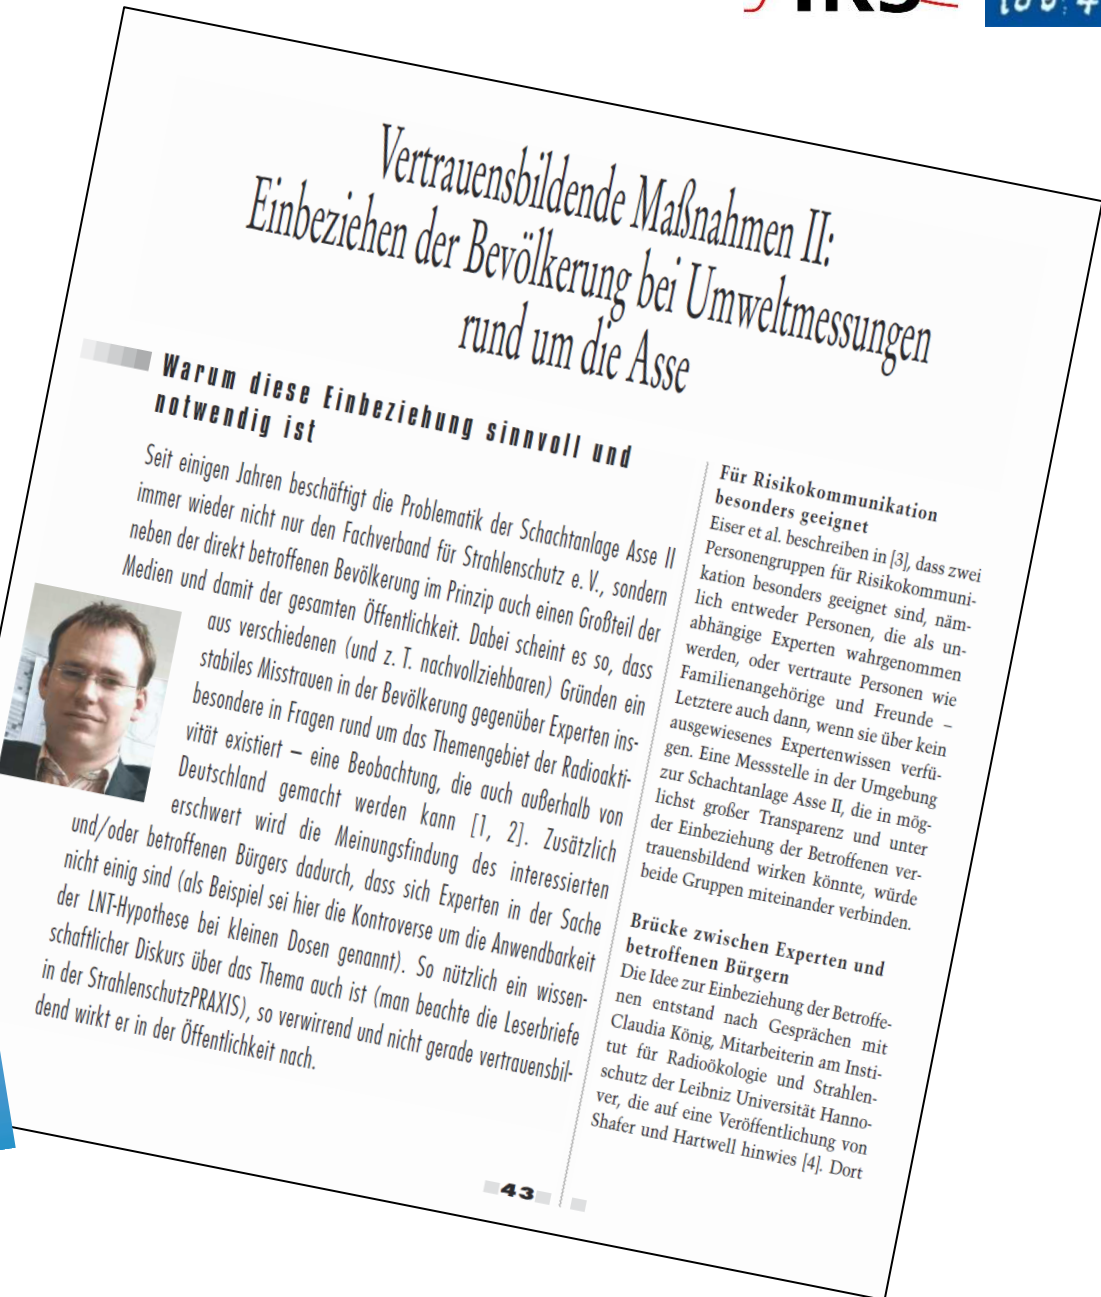 IRS
Vertrauensbildende Maßnahmen II:
Einbeziehen der Bevölkerung bei Umweltmessungen
rund um die Asse
Warum diese Einbeziehung sinnvoll und
notwendig ist
Seit einigen Jahren beschäftigt die Problematik der Schachtanlage Asse II
immer wieder nicht nur den Fachverband für Strahlenschutz e. V., sondern
neben der direkt betroffenen Bevölkerung im Prinzip auch einen Großteil der
Medien und damit der gesamten Öffentlichkeit. Dabei scheint es so, dass
aus verschiedenen (und z. T. nachvollziehbaren) Gründen ein
stabiles Misstrauen in der Bevölkerung gegenüber Experten ins-
besondere in Fragen rund um das Themengebiet der Radioakti-
vität existiert – eine Beobachtung, die auch außerhalb von
Deutschland gemacht werden kann [1, 2]. Zusätzlich
erschwert wird die Meinungsfindung des interessierten
und/oder betroffenen Bürgers dadurch, dass sich Experten in der Sache
nicht einig sind (als Beispiel sei hier die Kontroverse um die Anwendbarkeit
der LNT-Hypothese bei kleinen Dosen genannt). So nützlich ein wissen-
schaftlicher Diskurs über das Thema auch ist (man beachte die Leserbriefe
in der StrahlenschutzPRAXIS), so verwirrend und nicht gerade vertrauensbil-
dend wirkt er in der Öffentlichkeit nach.
Für Risikokommunikation
besonders geeignet
Eiser et al. beschreiben in [3], dass zwei
Personengruppen für Risikokommuni-
kation besonders geeignet sind, näm-
lich entweder Personen, die als un-
abhängige Experten wahrgenommen
werden, oder vertraute Personen wie
Familienangehörige und Freunde –
Letztere auch dann, wenn sie über kein
ausgewiesenes Expertenwissen verfü-
gen. Eine Messstelle in der Umgebung
zur Schachtanlage Asse II, die in mög-
lichst großer Transparenz und unter
der Einbeziehung der Betroffenen ver-
trauensbildend wirken könnte, würde
beide Gruppen miteinander verbinden.
Brücke zwischen Experten und
betroffenen Bürgern
Die Idee zur Einbeziehung der Betroffe-
nen entstand nach Gesprächen mit
Claudia König, Mitarbeiterin am Insti-
tut für Radioökologie und Strahlen-
schutz der Leibniz Universität Hanno-
ver, die auf eine Veröffentlichung von
Shafer und Hartwell hinwies [4]. Dort
43